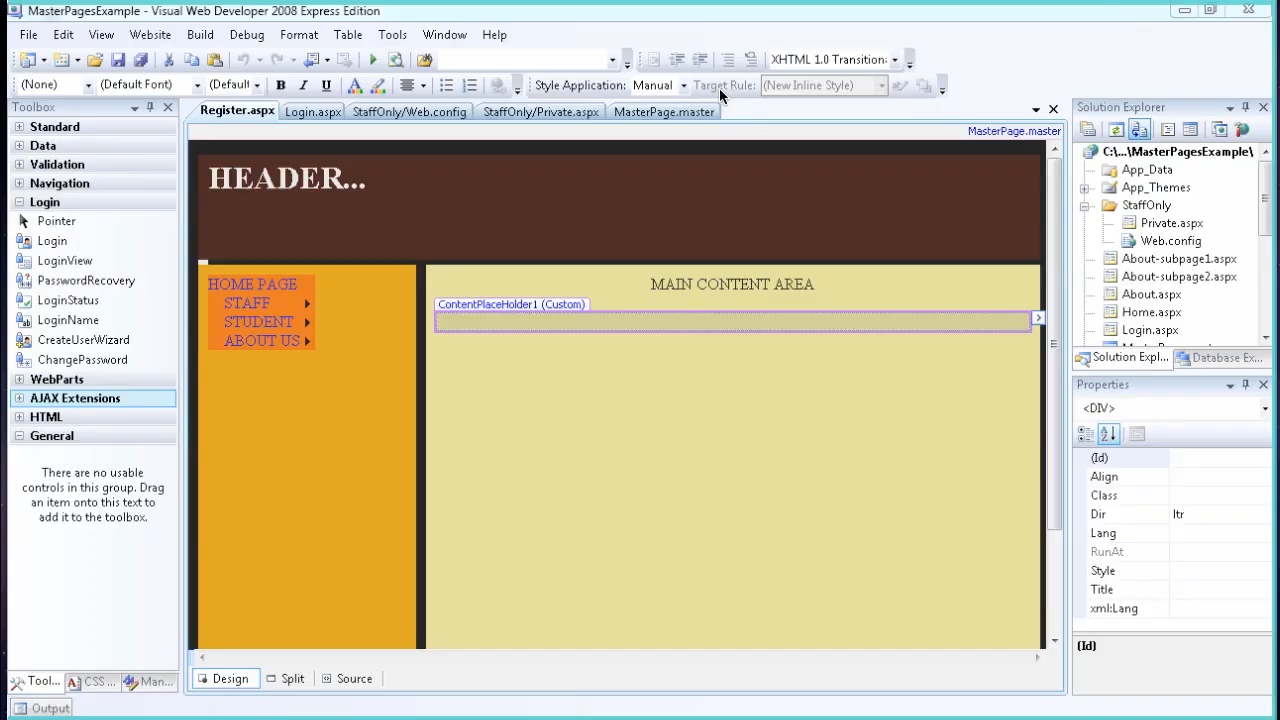 MasterPagesExample - Visual Web Developer 2008 Express Edition
File Edit View Website Build Debug Format Table Tools Window Help
XHTML 1.0 Transition:
(None) (Default Font) (Default B I U A Style Application: Manual Target Rule: (New Inline Style)
Toolbox
Standard
Data
Validation
Navigation
Login
Pointer
Login
LoginView
PasswordRecovery
LoginStatus
LoginName
CreateUserWizard
ChangePassword
WebParts
AJAX Extensions
HTML
General
There are no usable
controls in this group. Drag
an item onto this text to
add it to the toolbox.
Tool... CSS ... Man...
Output
Register.aspx Login.aspx StaffOnly/Web.config StaffOnly/Private.aspx MasterPage.master
MasterPage.master
HEADER...
HOME PAGE
STAFF
STUDENT
ABOUT US
MAIN CONTENT AREA
ContentPlaceHolder1 (Custom)
Design Split Source
Solution Explorer
C:\...\MasterPagesExample\
App_Data
App_Themes
StaffOnly
Private.aspx
Web.config
About-subpage1.aspx
About-subpage2.aspx
About.aspx
Home.aspx
Login.aspx
Solution Expl... Database Ex...
Properties
<DIV>
(Id)
Align
Class
Dir ltr
Lang
RunAt
Style
Title
xml:Lang
(Id)